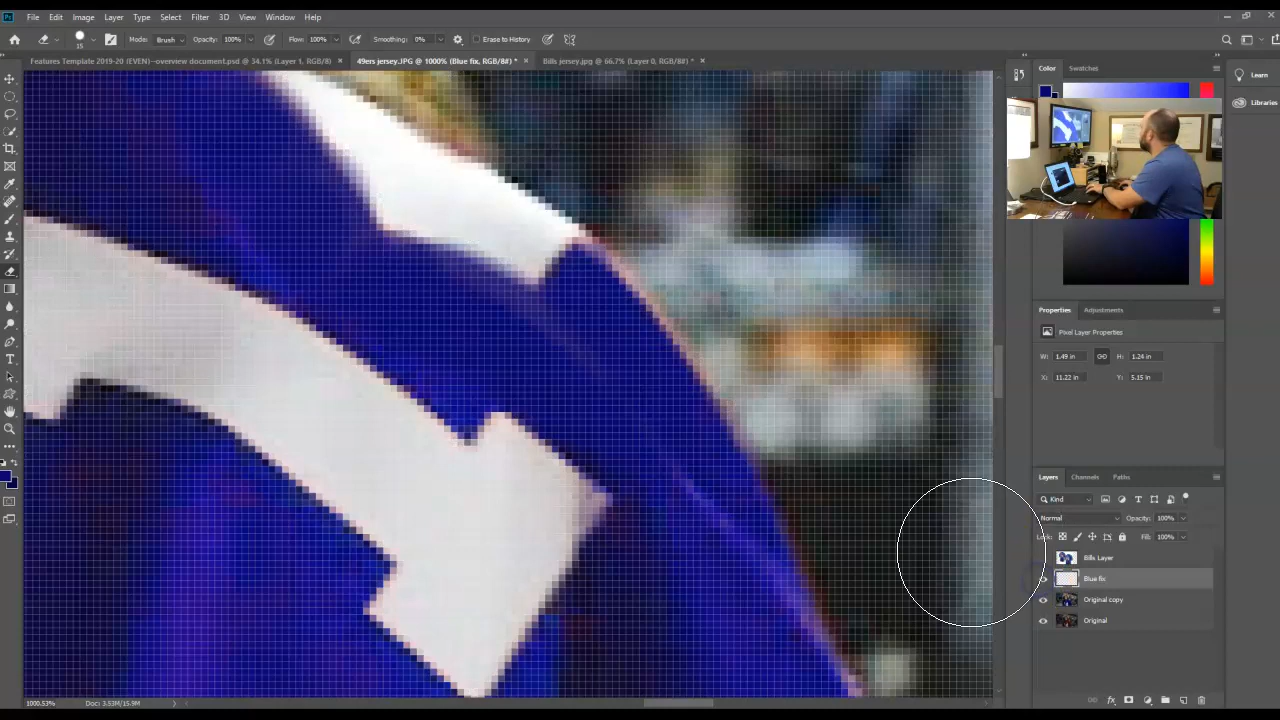 Ps File Edit Image Layer Type Select Filter 3D View Window Help
15 Mode: Brush Opacity: 100% Flow: 100% Smoothing: 0% Erase to History
Features Template 2019-20 (EVEN)--overview document.psd @ 34.1% (Layer 1, RGB/8) × 49ers jersey.JPG @ 1000% (Blue fix, RGB/8#) * × Bills jersey.jpg @ 66.7% (Layer 0, RGB/8#) * ×
Color Swatches
Learn
Libraries
Properties Adjustments
Pixel Layer Properties
W: 1.49 in H: 1.24 in
X: 11.22 in Y: 5.15 in
Layers Channels Paths
Kind
Normal Opacity: 100%
Lock: Fill: 100%
Bills Layer
Blue fix
Original copy
Original
1000.53% Doc: 3.53M/15.9M